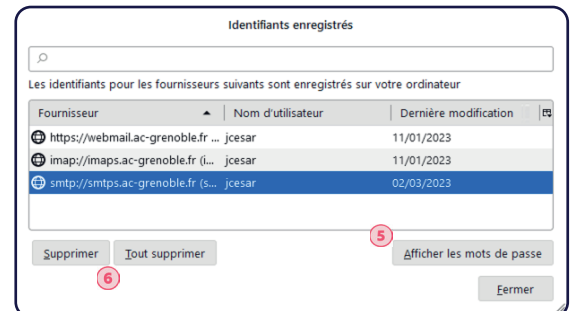 Identifiants enregistrés
Les identifiants pour les fournisseurs suivants sont enregistrés sur votre ordinateur
Fournisseur Nom d'utilisateur Dernière modification
https://webmail.ac-grenoble.fr ... jcesar 11/01/2023
imap://imaps.ac-grenoble.fr (i... jcesar 11/01/2023
smtp://smtps.ac-grenoble.fr (s... jcesar 02/03/2023
5
Supprimer Tout supprimer Afficher les mots de passe
6
Fermer